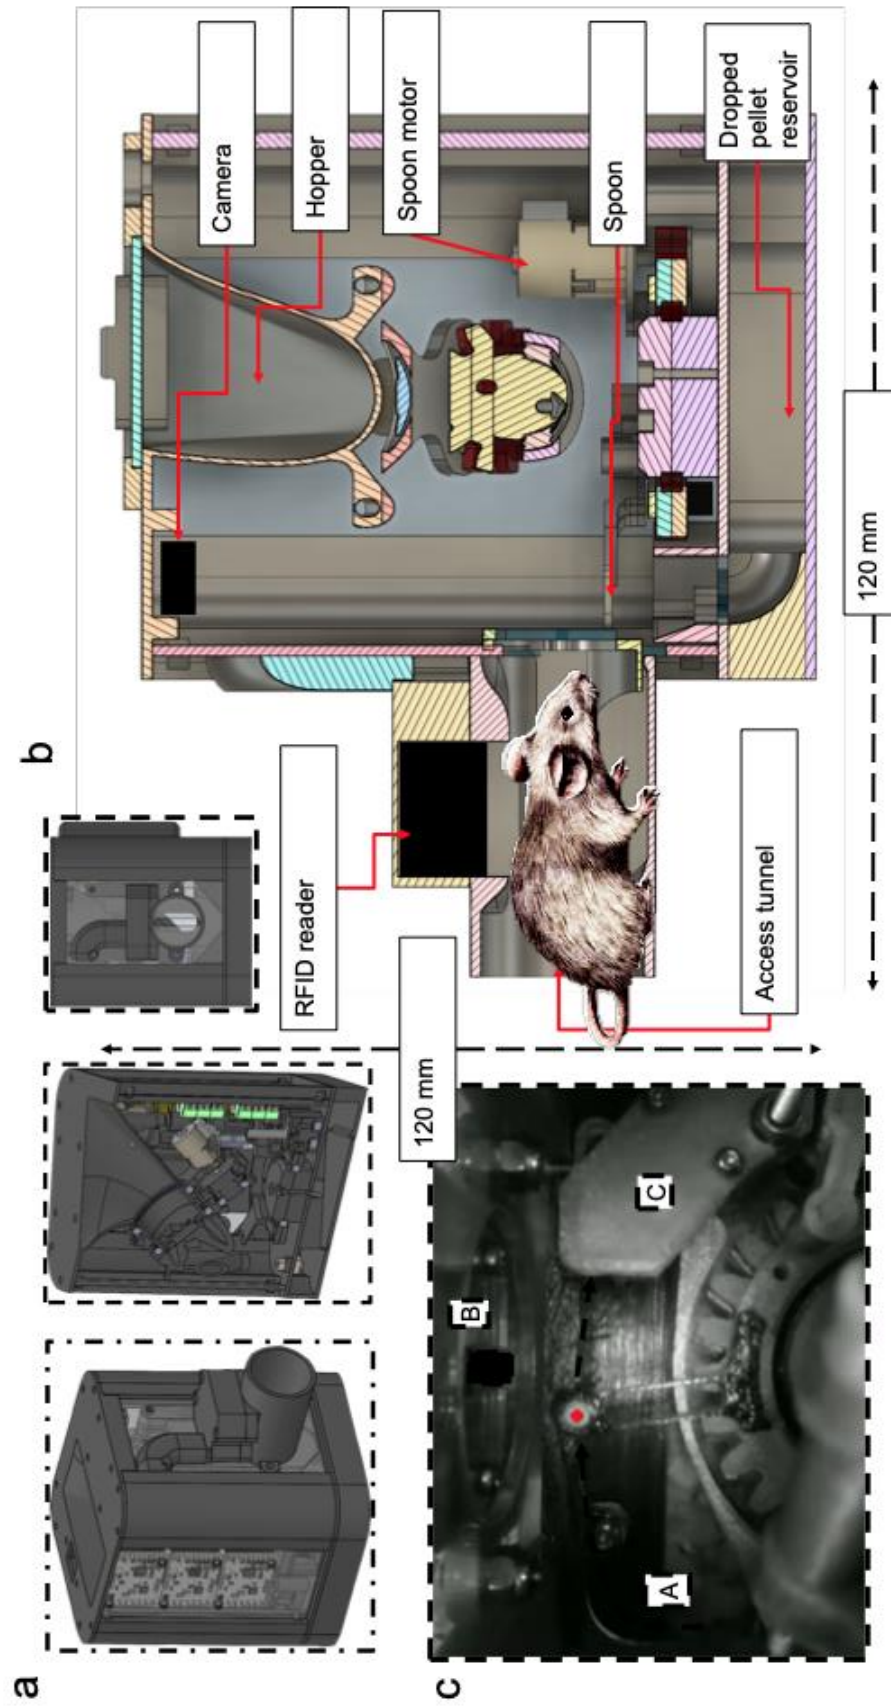 a
b
Camera
Hopper
Spoon motor
Spoon
Dropped
pellet
reservoir
RFID reader
Access tunnel
120 mm
120 mm
c
A
B
C